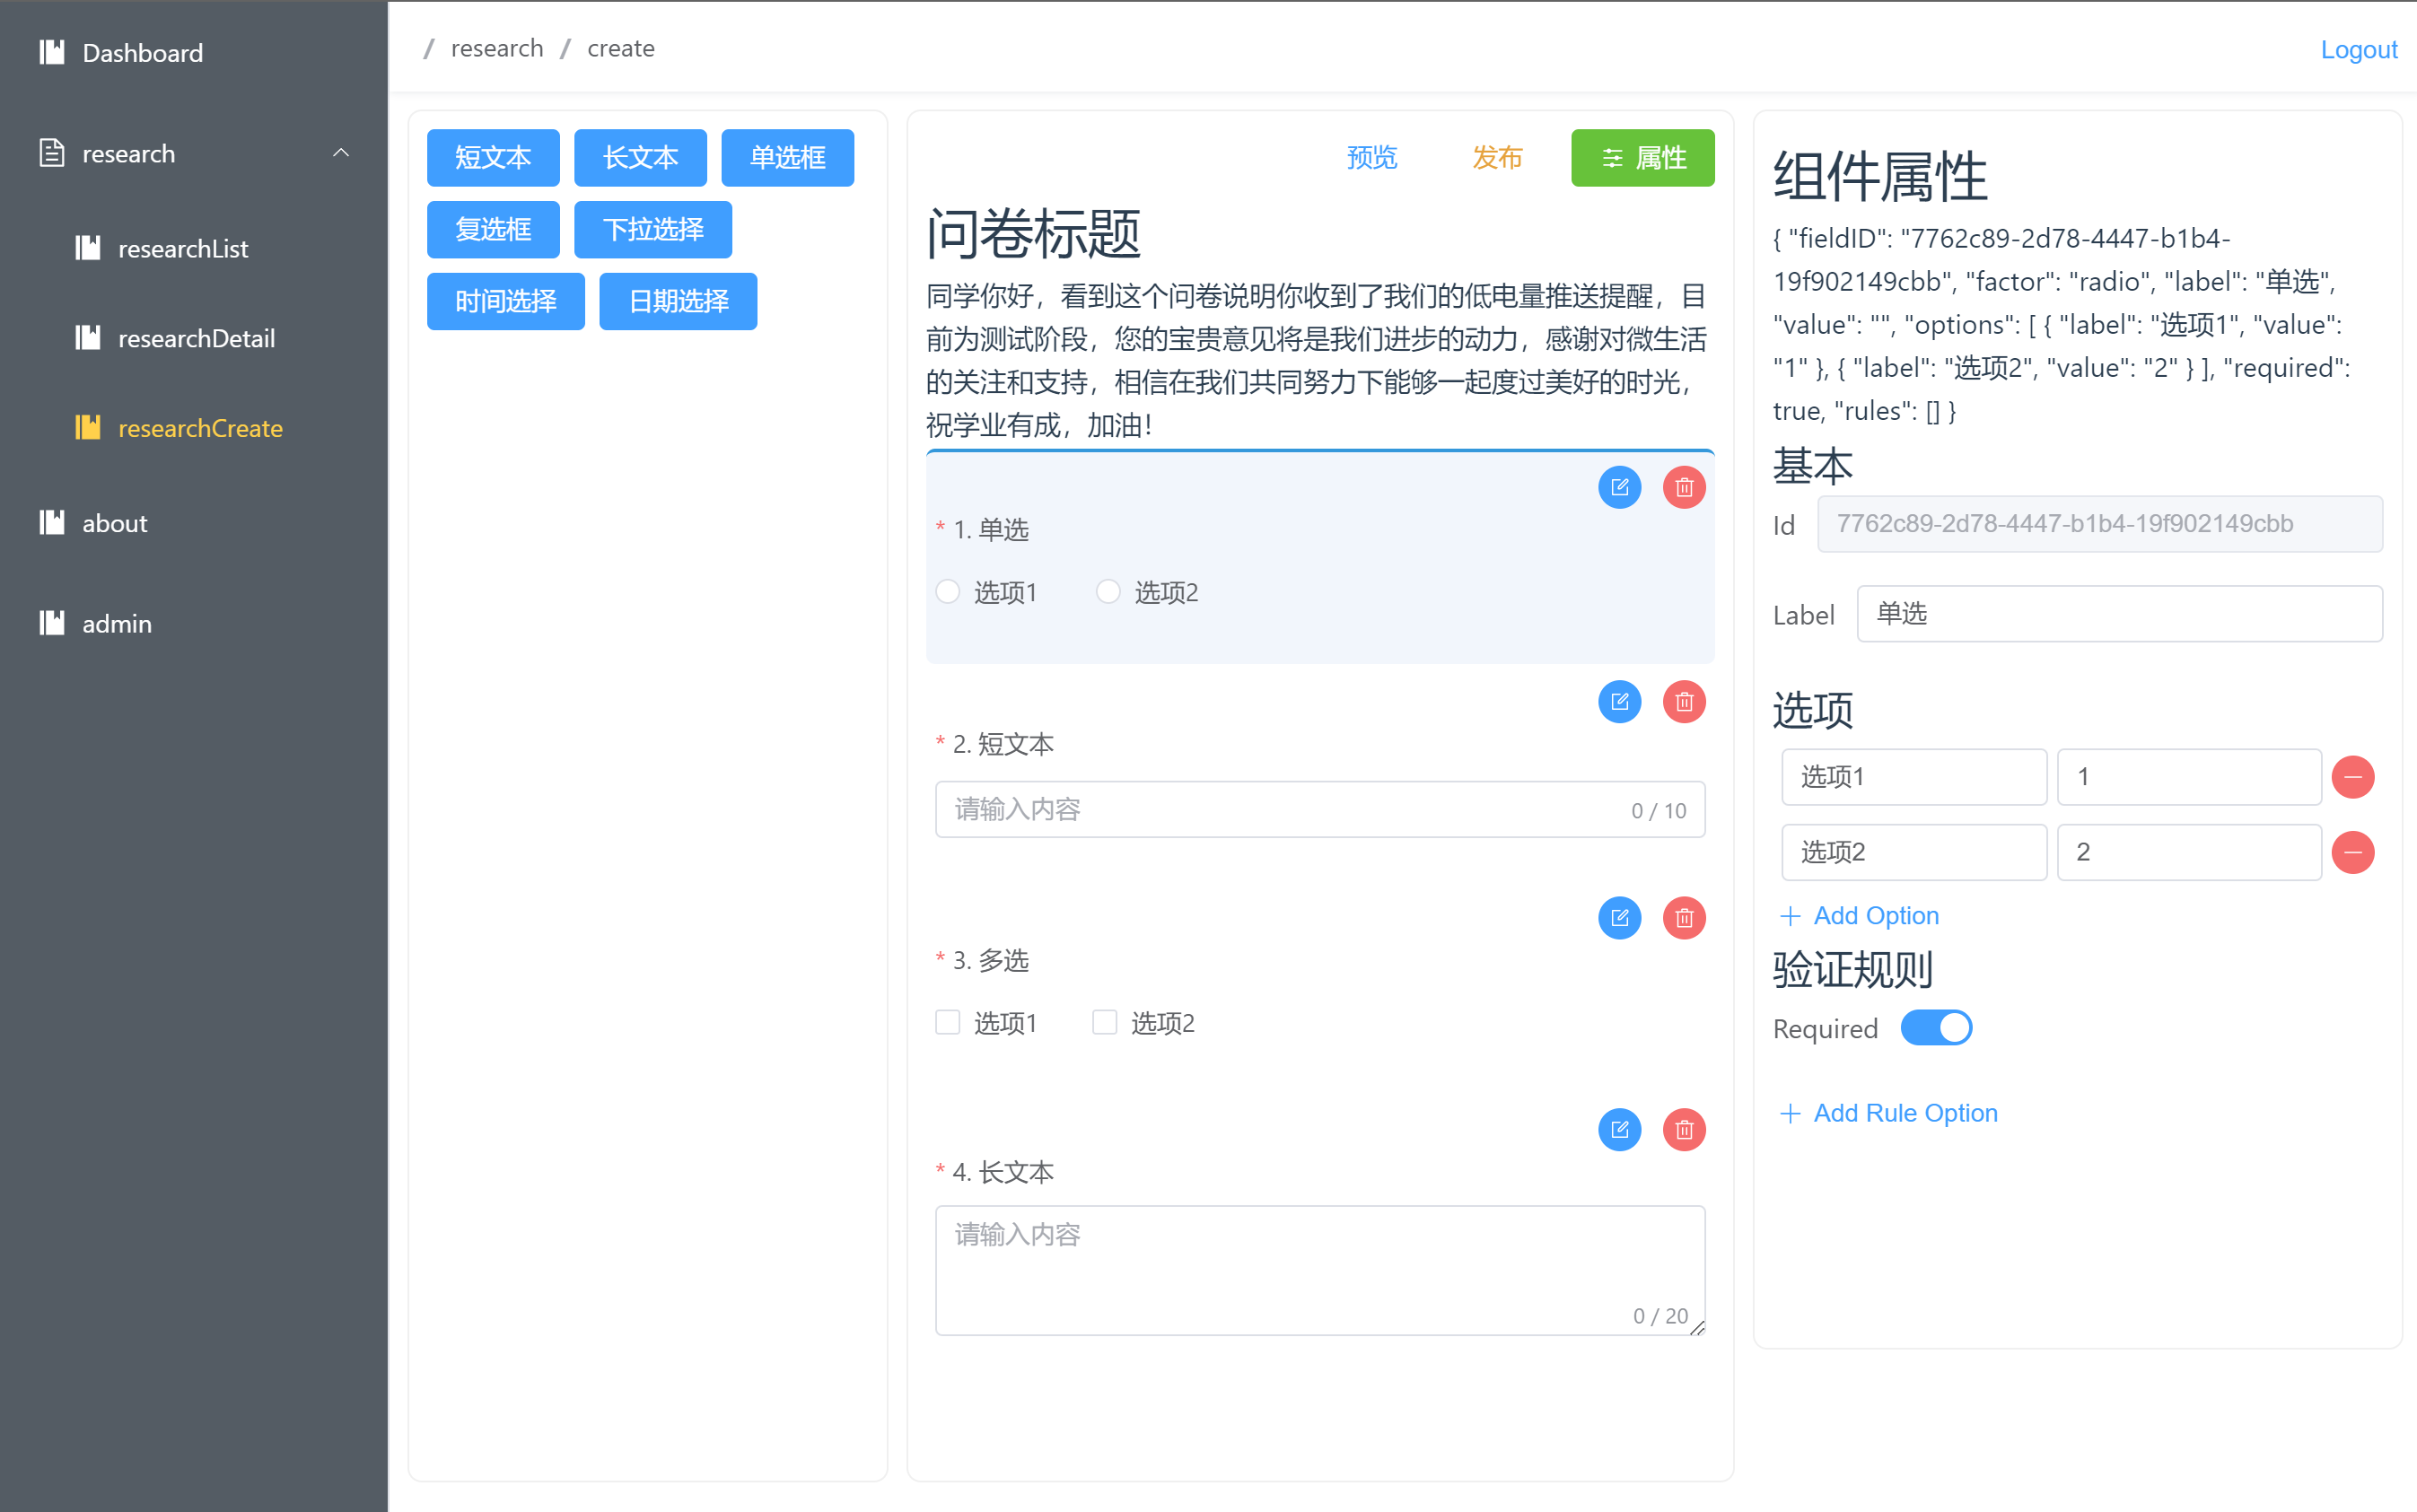 Dashboard
research
researchList
researchDetail
researchCreate
about
admin
/ research / create
Logout
短文本 长文本 单选框
复选框 下拉选择
时间选择 日期选择
预览 发布 属性
问卷标题
同学你好，看到这个问卷说明你收到了我们的低电量推送提醒，目
前为测试阶段，您的宝贵意见将是我们进步的动力，感谢对微生活
的关注和支持，相信在我们共同努力下能够一起度过美好的时光，
祝学业有成，加油！
* 1. 单选
选项1 选项2
* 2. 短文本
请输入内容 0 / 10
* 3. 多选
选项1 选项2
* 4. 长文本
请输入内容
0 / 20
组件属性
{ "fieldID": "7762c89-2d78-4447-b1b4-
19f902149cbb", "factor": "radio", "label": "单选",
"value": "", "options": [ { "label": "选项1", "value":
"1" }, { "label": "选项2", "value": "2" } ], "required":
true, "rules": [] }
基本
Id 7762c89-2d78-4447-b1b4-19f902149cbb
Label 单选
选项
选项1 1
选项2 2
Add Option
验证规则
Required
Add Rule Option